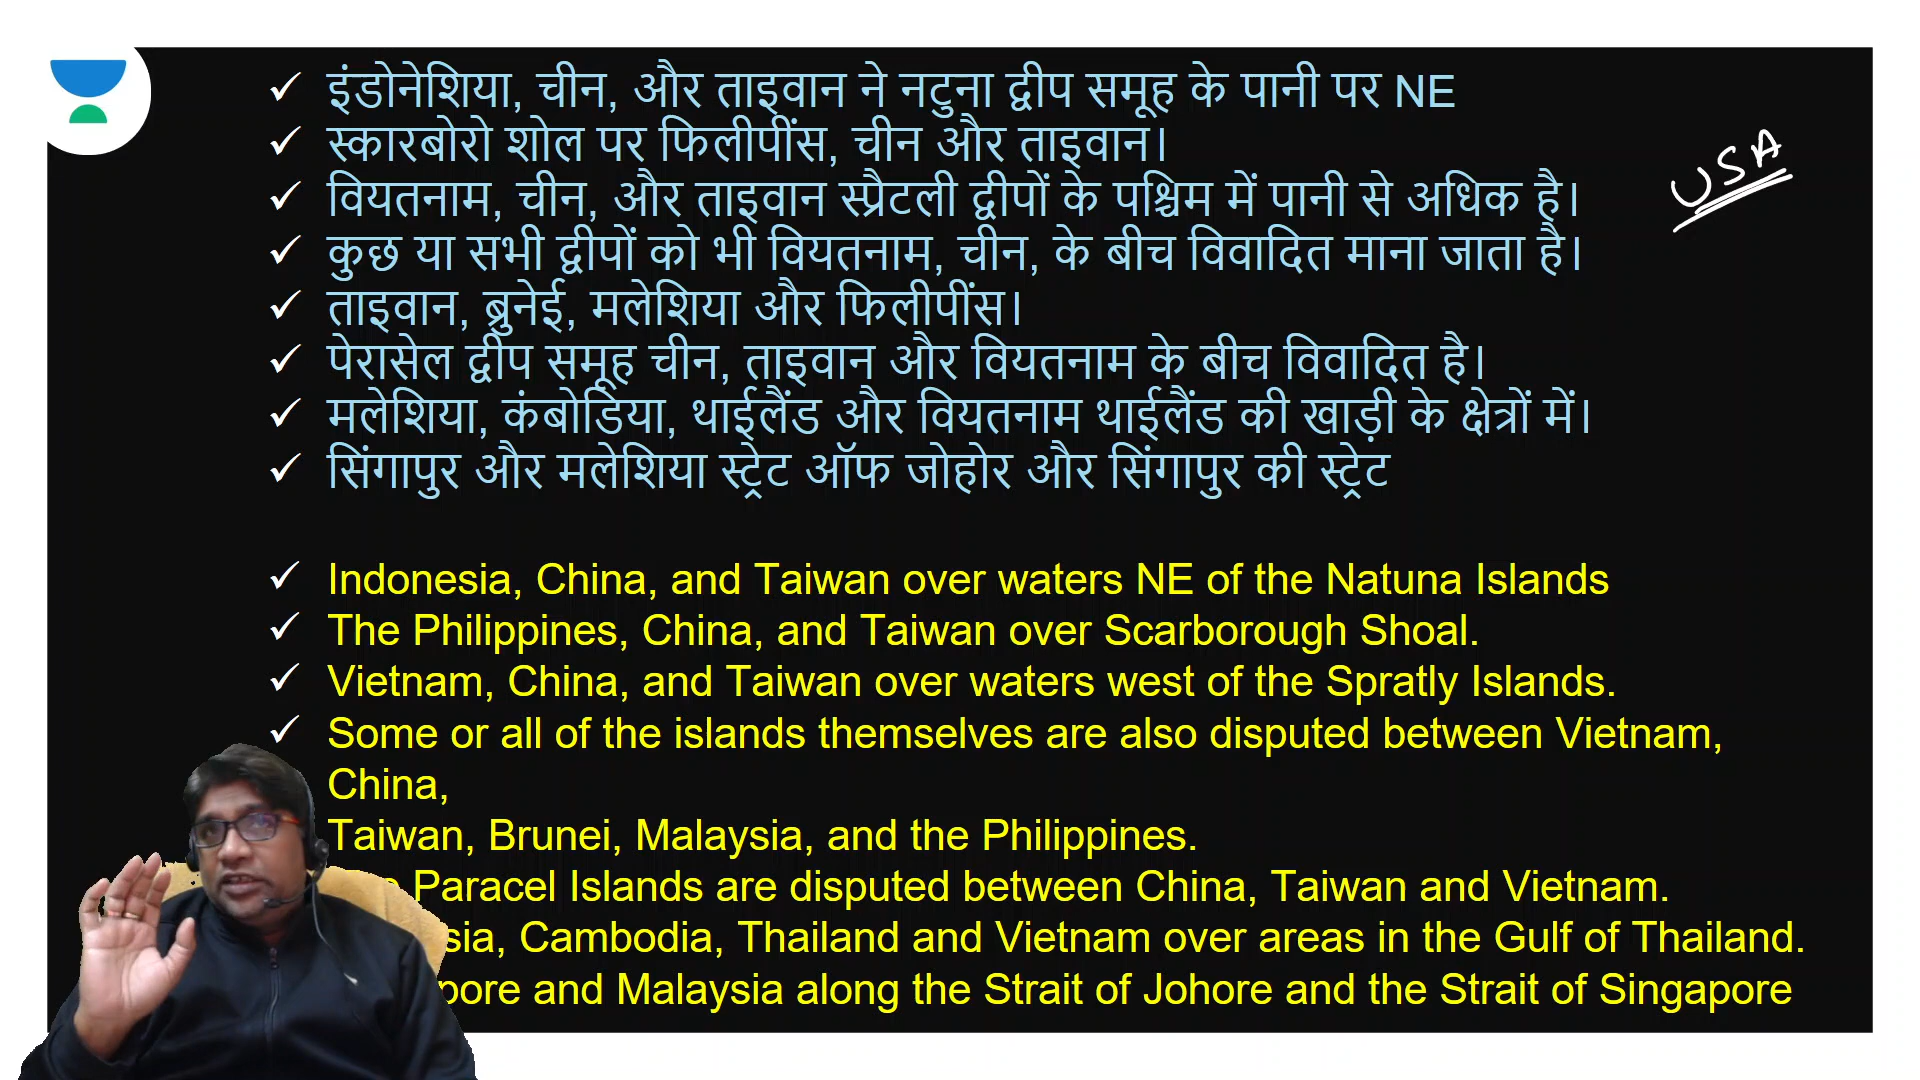 ✓ इंडोनेशिया, चीन, और ताइवान ने नटुना द्वीप समूह के पानी पर NE
✓ स्कारबोरो शोल पर फिलीपींस, चीन और ताइवान।
✓ वियतनाम, चीन, और ताइवान स्प्रैटली द्वीपों के पश्चिम में पानी से अधिक है।
✓ कुछ या सभी द्वीपों को भी वियतनाम, चीन, के बीच विवादित माना जाता है।
✓ ताइवान, ब्रुनेई, मलेशिया और फिलीपींस।
✓ पेरासेल द्वीप समूह चीन, ताइवान और वियतनाम के बीच विवादित है।
✓ मलेशिया, कंबोडिया, थाईलैंड और वियतनाम थाईलैंड की खाड़ी के क्षेत्रों में।
✓ सिंगापुर और मलेशिया स्ट्रेट ऑफ जोहोर और सिंगापुर की स्ट्रेट
USA
✓ Indonesia, China, and Taiwan over waters NE of the Natuna Islands
✓ The Philippines, China, and Taiwan over Scarborough Shoal.
✓ Vietnam, China, and Taiwan over waters west of the Spratly Islands.
✓ Some or all of the islands themselves are also disputed between Vietnam,
China,
Taiwan, Brunei, Malaysia, and the Philippines.
Paracel Islands are disputed between China, Taiwan and Vietnam.
sia, Cambodia, Thailand and Vietnam over areas in the Gulf of Thailand.
pore and Malaysia along the Strait of Johore and the Strait of Singapore